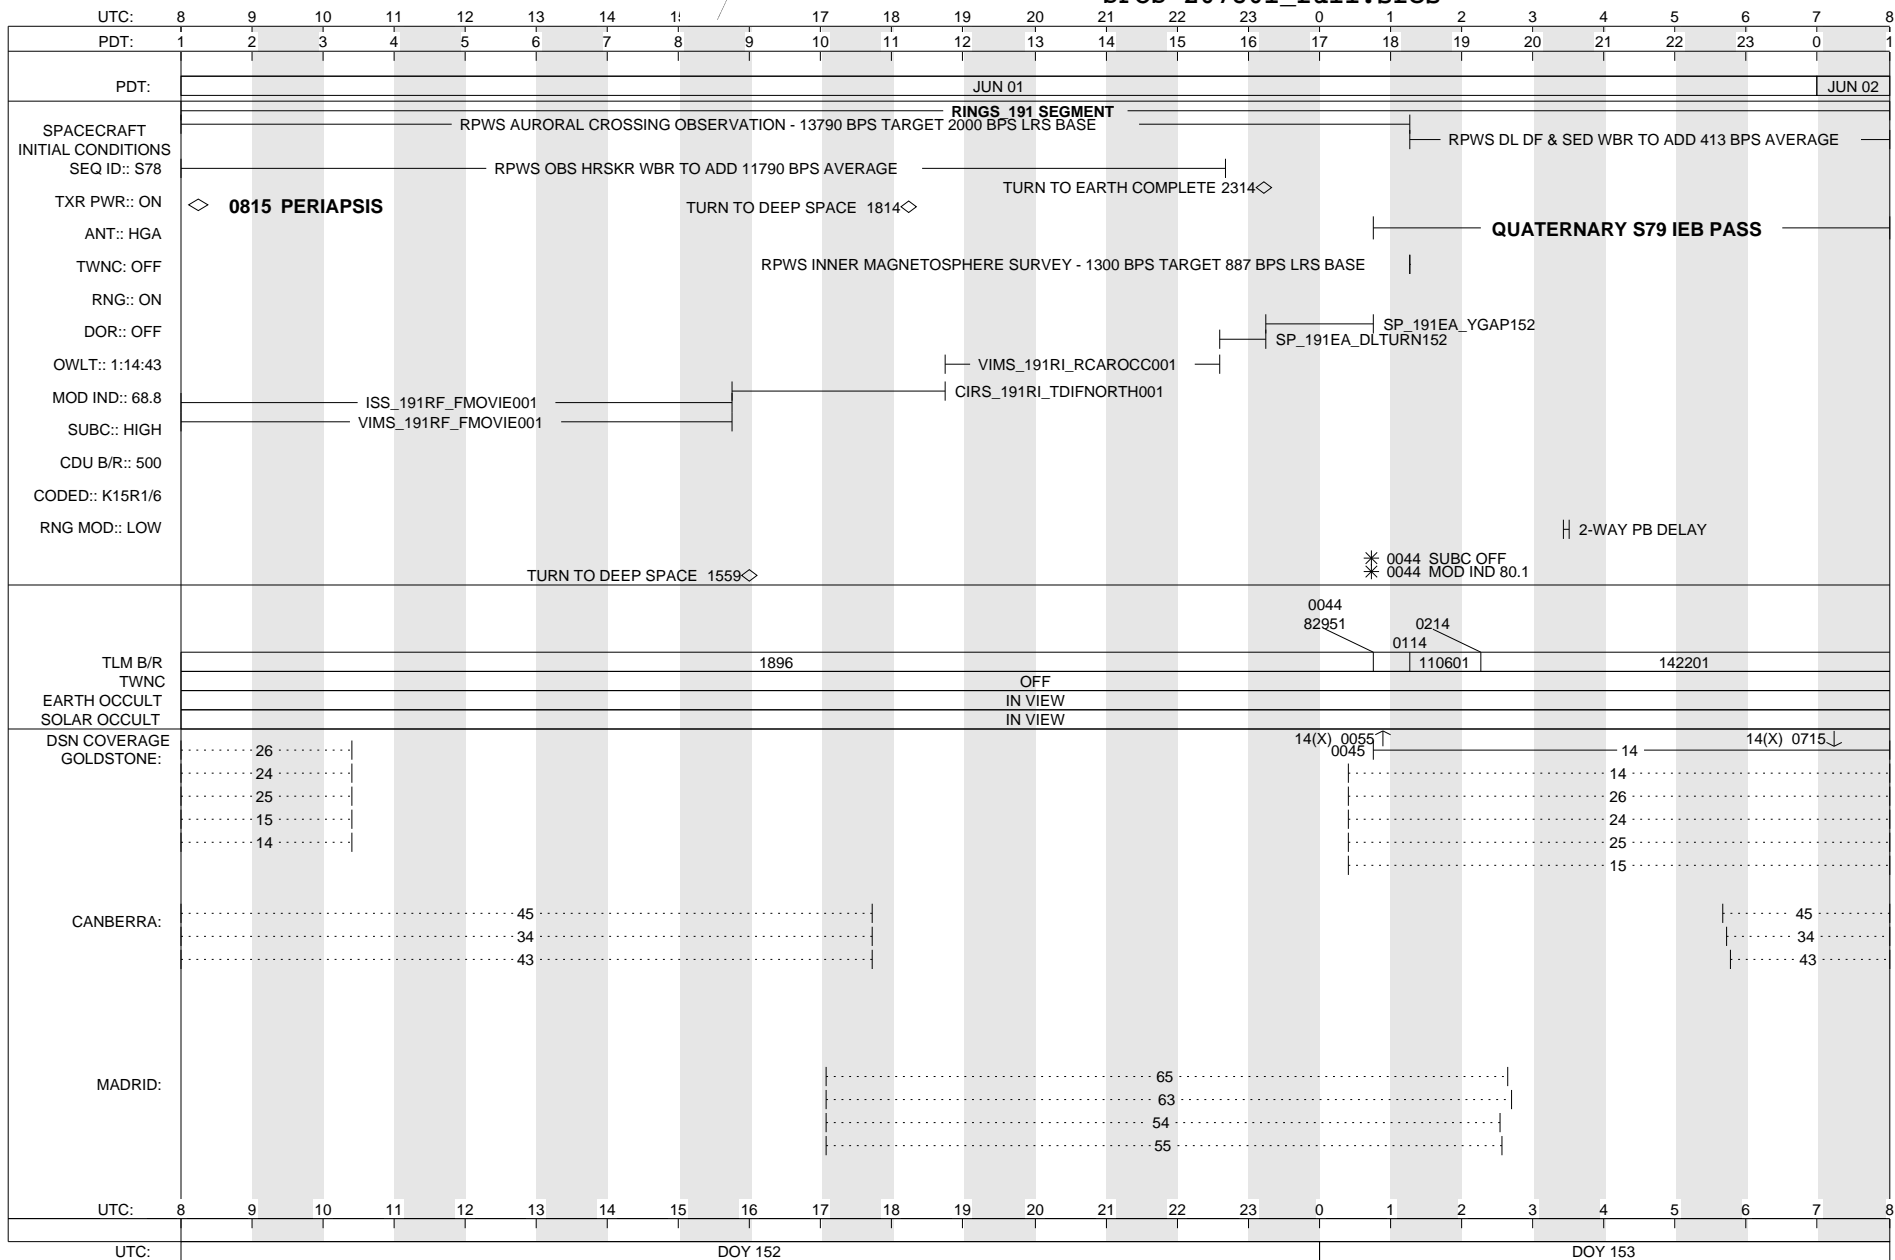 UTC: 8 9 10 11 12 13 14 17 18 19 20 21 22 23 0 1 2 3 4 5 6 7 8
PDT: 1 2 3 4 5 6 7 8 9 10 11 12 13 14 15 16 17 18 19 20 21 22 23 0 1
PDT: JUN 01 JUN 02
RINGS_191 SEGMENT
SPACECRAFT
INITIAL CONDITIONS
RPWS AURORAL CROSSING OBSERVATION - 13790 BPS TARGET 2000 BPS LRS BASE
RPWS DL DF & SED WBR TO ADD 413 BPS AVERAGE
SEQ ID:: S78
RPWS OBS HRSKR WBR TO ADD 11790 BPS AVERAGE
TURN TO EARTH COMPLETE 2314
TXR PWR:: ON
0815 PERIAPSIS
TURN TO DEEP SPACE 1814
ANT:: HGA
QUATERNARY S79 IEB PASS
TWNC: OFF
RPWS INNER MAGNETOSPHERE SURVEY - 1300 BPS TARGET 887 BPS LRS BASE
RNG:: ON
SP_191EA_YGAP152
DOR:: OFF
SP_191EA_DLTURN152
OWLT:: 1:14:43
VIMS_191RI_RCAROCC001
MOD IND:: 68.8
CIRS_191RI_TDIFNORTH001
ISS_191RF_FMOVIE001
VIMS_191RF_FMOVIE001
SUBC:: HIGH
CDU B/R:: 500
CODED:: K15R1/6
RNG MOD:: LOW
2-WAY PB DELAY
0044 SUBC OFF
0044 MOD IND 80.1
TURN TO DEEP SPACE 1559
0044
82951 0214
0114
TLM B/R 1896 110601 142201
TWNC OFF
EARTH OCCULT IN VIEW
SOLAR OCCULT IN VIEW
DSN COVERAGE
14(X) 0055 14(X) 0715
GOLDSTONE:
26 0045 14
24 14
25 26
15 24
14 25
15
CANBERRA:
45 45
34 34
43 43
MADRID:
65
63
54
55
UTC: 8 9 10 11 12 13 14 15 16 17 18 19 20 21 22 23 0 1 2 3 4 5 6 7 8
UTC: DOY 152 DOY 153